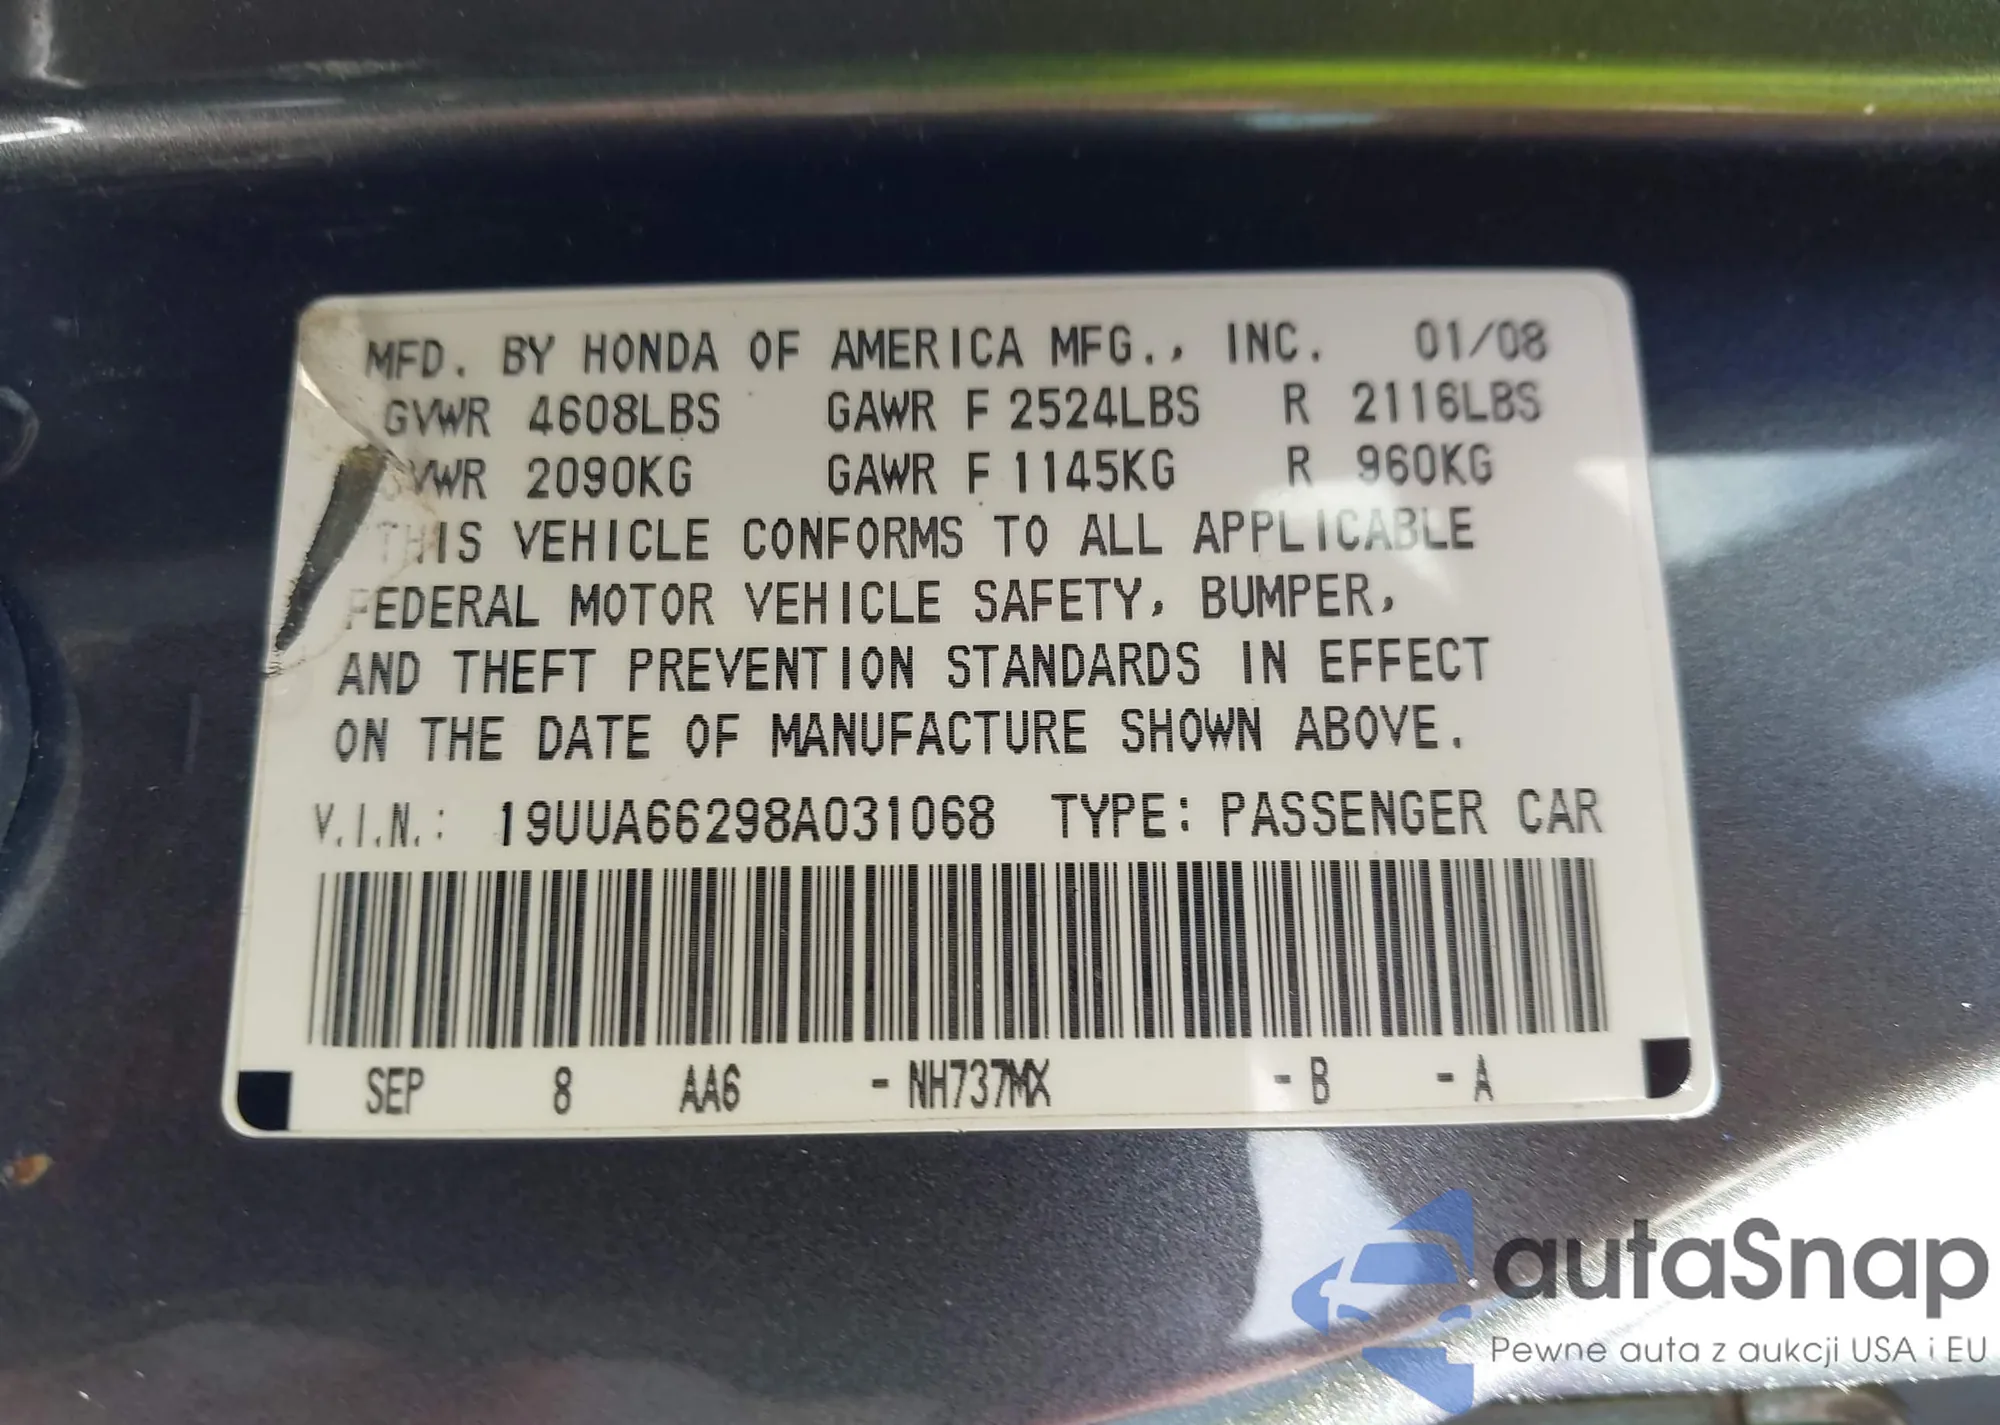 MFD. BY HONDA OF AMERICA MFG., INC. 01/08
GVWR 4608LBS GAWR F 2524LBS R 2116LBS
GVWR 2090KG GAWR F 1145KG R 960KG
THIS VEHICLE CONFORMS TO ALL APPLICABLE
FEDERAL MOTOR VEHICLE SAFETY, BUMPER,
AND THEFT PREVENTION STANDARDS IN EFFECT
ON THE DATE OF MANUFACTURE SHOWN ABOVE.
V.I.N.: 19UUA66298A031068 TYPE: PASSENGER CAR
SEP 8 AA6 - NH737MX - B - A
autaSnap
Pewne auta z aukcji USA i EU